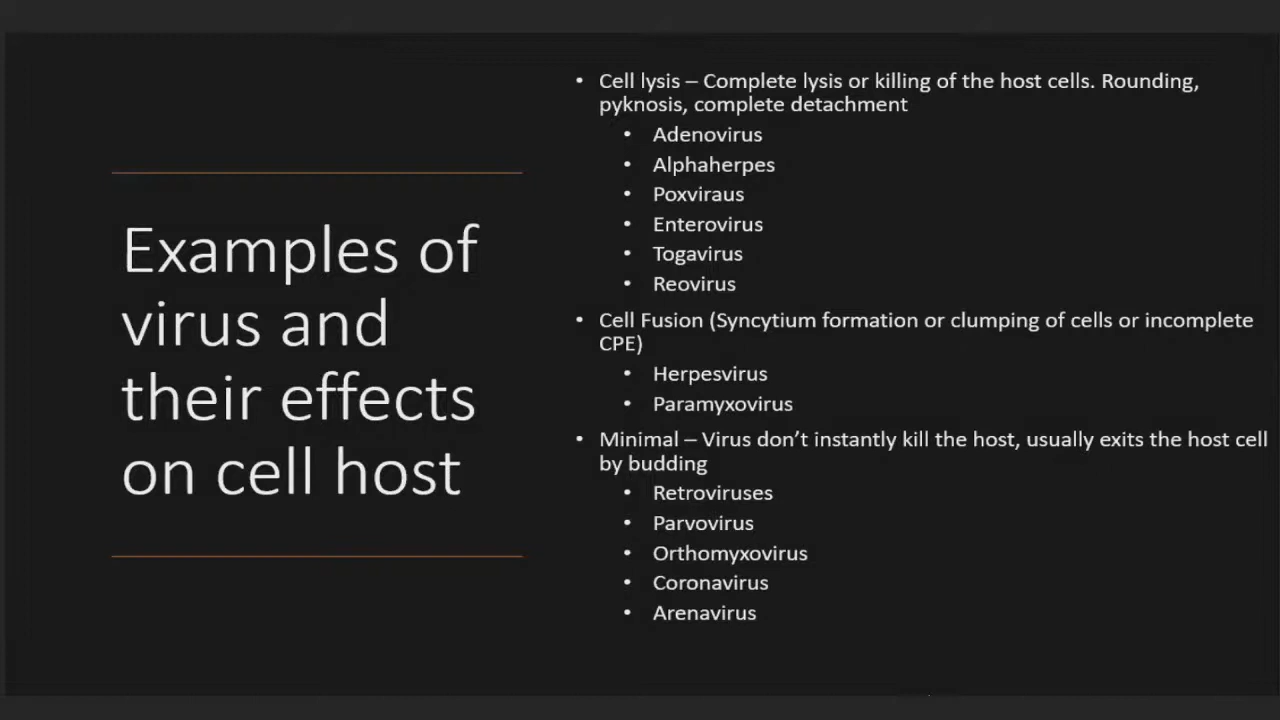 Examples of
virus and
their effects
on cell host
• Cell lysis – Complete lysis or killing of the host cells. Rounding,
pyknosis, complete detachment
• Adenovirus
• Alphaherpes
• Poxviraus
• Enterovirus
• Togavirus
• Reovirus
• Cell Fusion (Syncytium formation or clumping of cells or incomplete
CPE)
• Herpesvirus
• Paramyxovirus
• Minimal – Virus don’t instantly kill the host, usually exits the host cell
by budding
• Retroviruses
• Parvovirus
• Orthomyxovirus
• Coronavirus
• Arenavirus